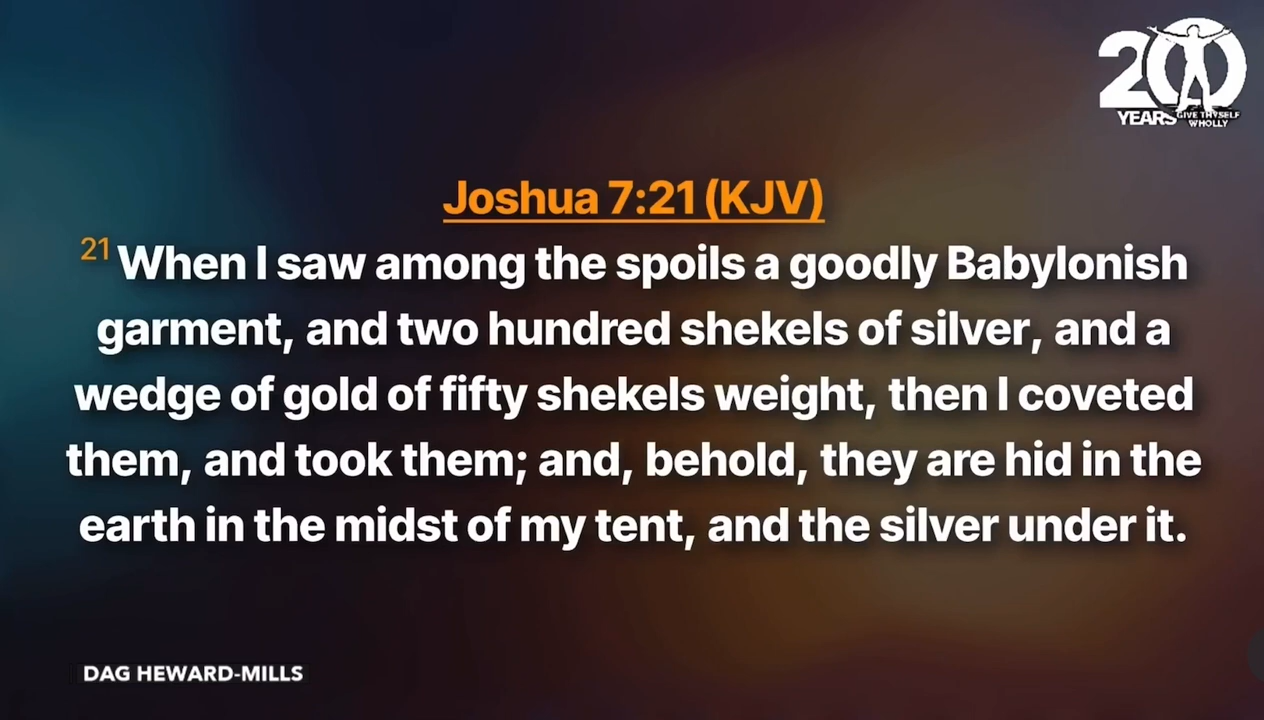 20
YEARS
GIVE THYSELF
WHOLLY
Joshua 7:21 (KJV)
21 When I saw among the spoils a goodly Babylonish
garment, and two hundred shekels of silver, and a
wedge of gold of fifty shekels weight, then I coveted
them, and took them; and, behold, they are hid in the
earth in the midst of my tent, and the silver under it.
DAG HEWARD-MILLS